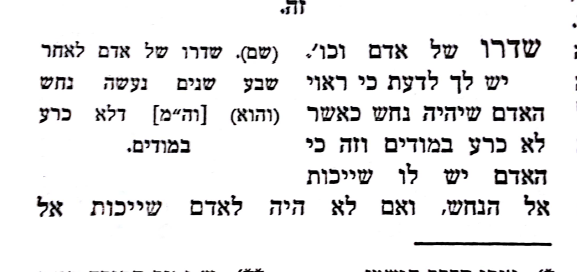 זה.
שדרו של אדם וכו׳.
יש לך לדעת כי ראוי
האדם שיהיה נחש כאשר
לא כרע במודים וזה כי
האדם יש לו שייכות
אל הנחש, ואם לא היה לאדם שייכות אל
(שם). שדרו של אדם לאחר
שבע שנים נעשה נחש
(והוא) [וה״מ] דלא כרע
במודים.